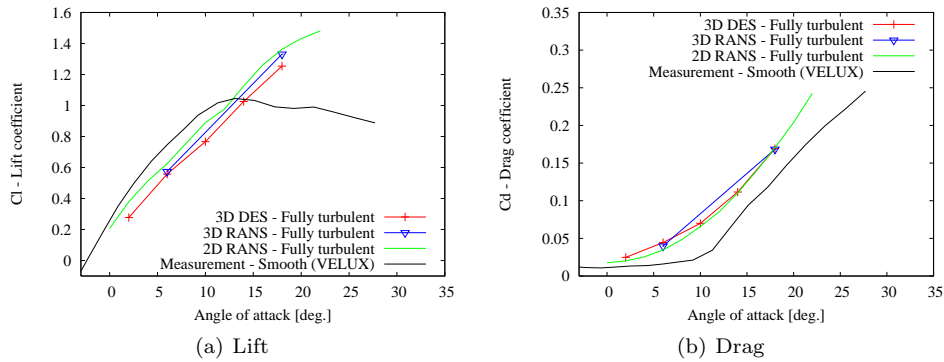 1.6
1.4
1.2
1
0.8
0.6
0.4
0.2
0
Cl - Lift coefficient
3D DES - Fully turbulent
3D RANS - Fully turbulent
2D RANS - Fully turbulent
Measurement - Smooth (VELUX)
0 5 10 15 20 25 30 35
Angle of attack [deg.]
(a) Lift
0.35
0.3
0.25
0.2
0.15
0.1
0.05
0
Cd - Drag coefficient
3D DES - Fully turbulent
3D RANS - Fully turbulent
2D RANS - Fully turbulent
Measurement - Smooth (VELUX)
0 5 10 15 20 25 30 35
Angle of attack [deg.]
(b) Drag